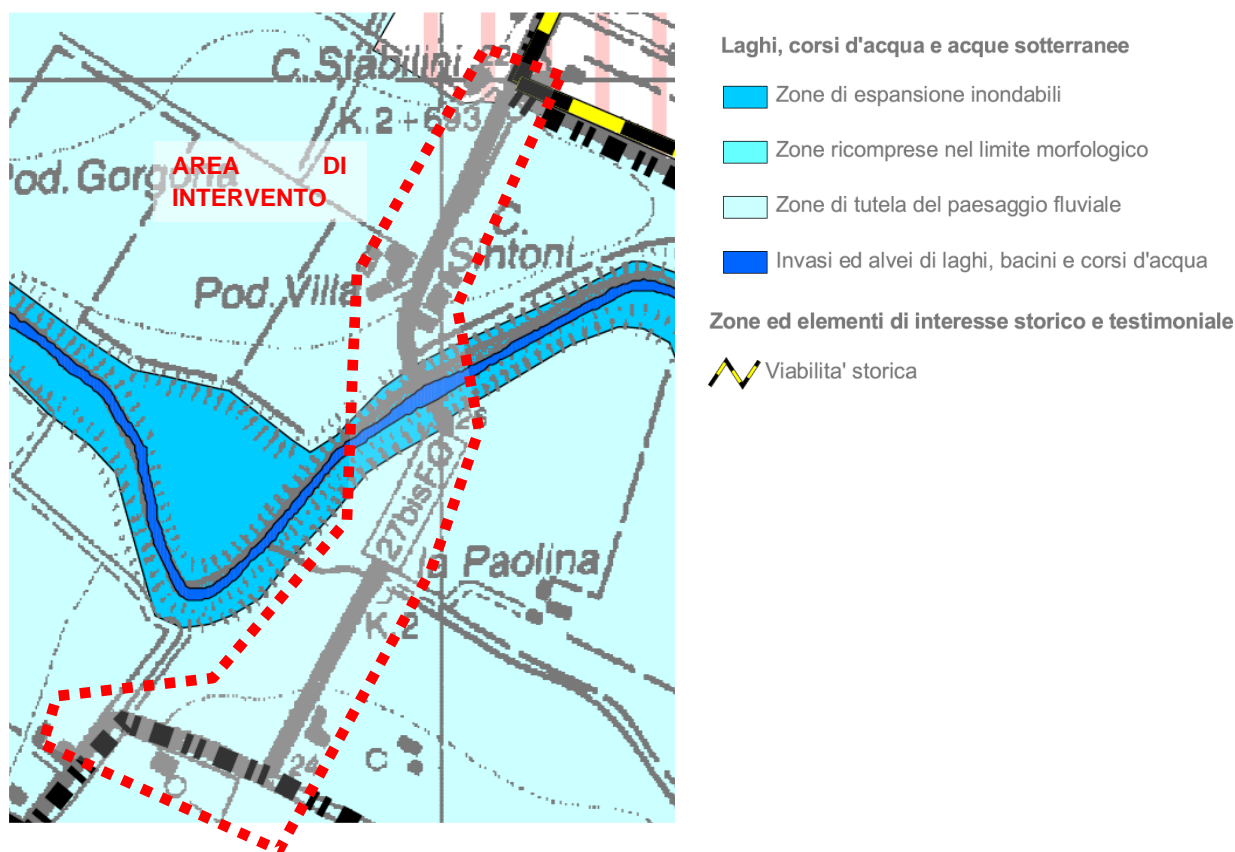 C. Stabilini 22
K. 2+693
Pod. Gorgona
AREA DI
INTERVENTO
C.
Sintoni
Pod. Villa
26
27bisFO
la Paolina
K. 2
24
C
Laghi, corsi d'acqua e acque sotterranee
Zone di espansione inondabili
Zone ricomprese nel limite morfologico
Zone di tutela del paesaggio fluviale
Invasi ed alvei di laghi, bacini e corsi d'acqua
Zone ed elementi di interesse storico e testimoniale
Viabilita' storica